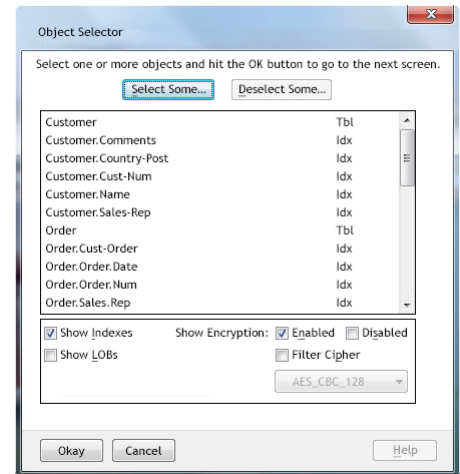 Object Selector
Select one or more objects and hit the OK button to go to the next screen.
Select Some... Deselect Some...
Customer Tbl
Customer.Comments Idx
Customer.Country-Post Idx
Customer.Cust-Num Idx
Customer.Name Idx
Customer.Sales-Rep Idx
Order Tbl
Order.Cust-Order Idx
Order.Order.Date Idx
Order.Order.Num Idx
Order.Sales.Rep Idx
Show Indexes Show Encryption: Enabled Disabled
Show LOBs Filter Cipher
AES_CBC_128
Okay Cancel Help